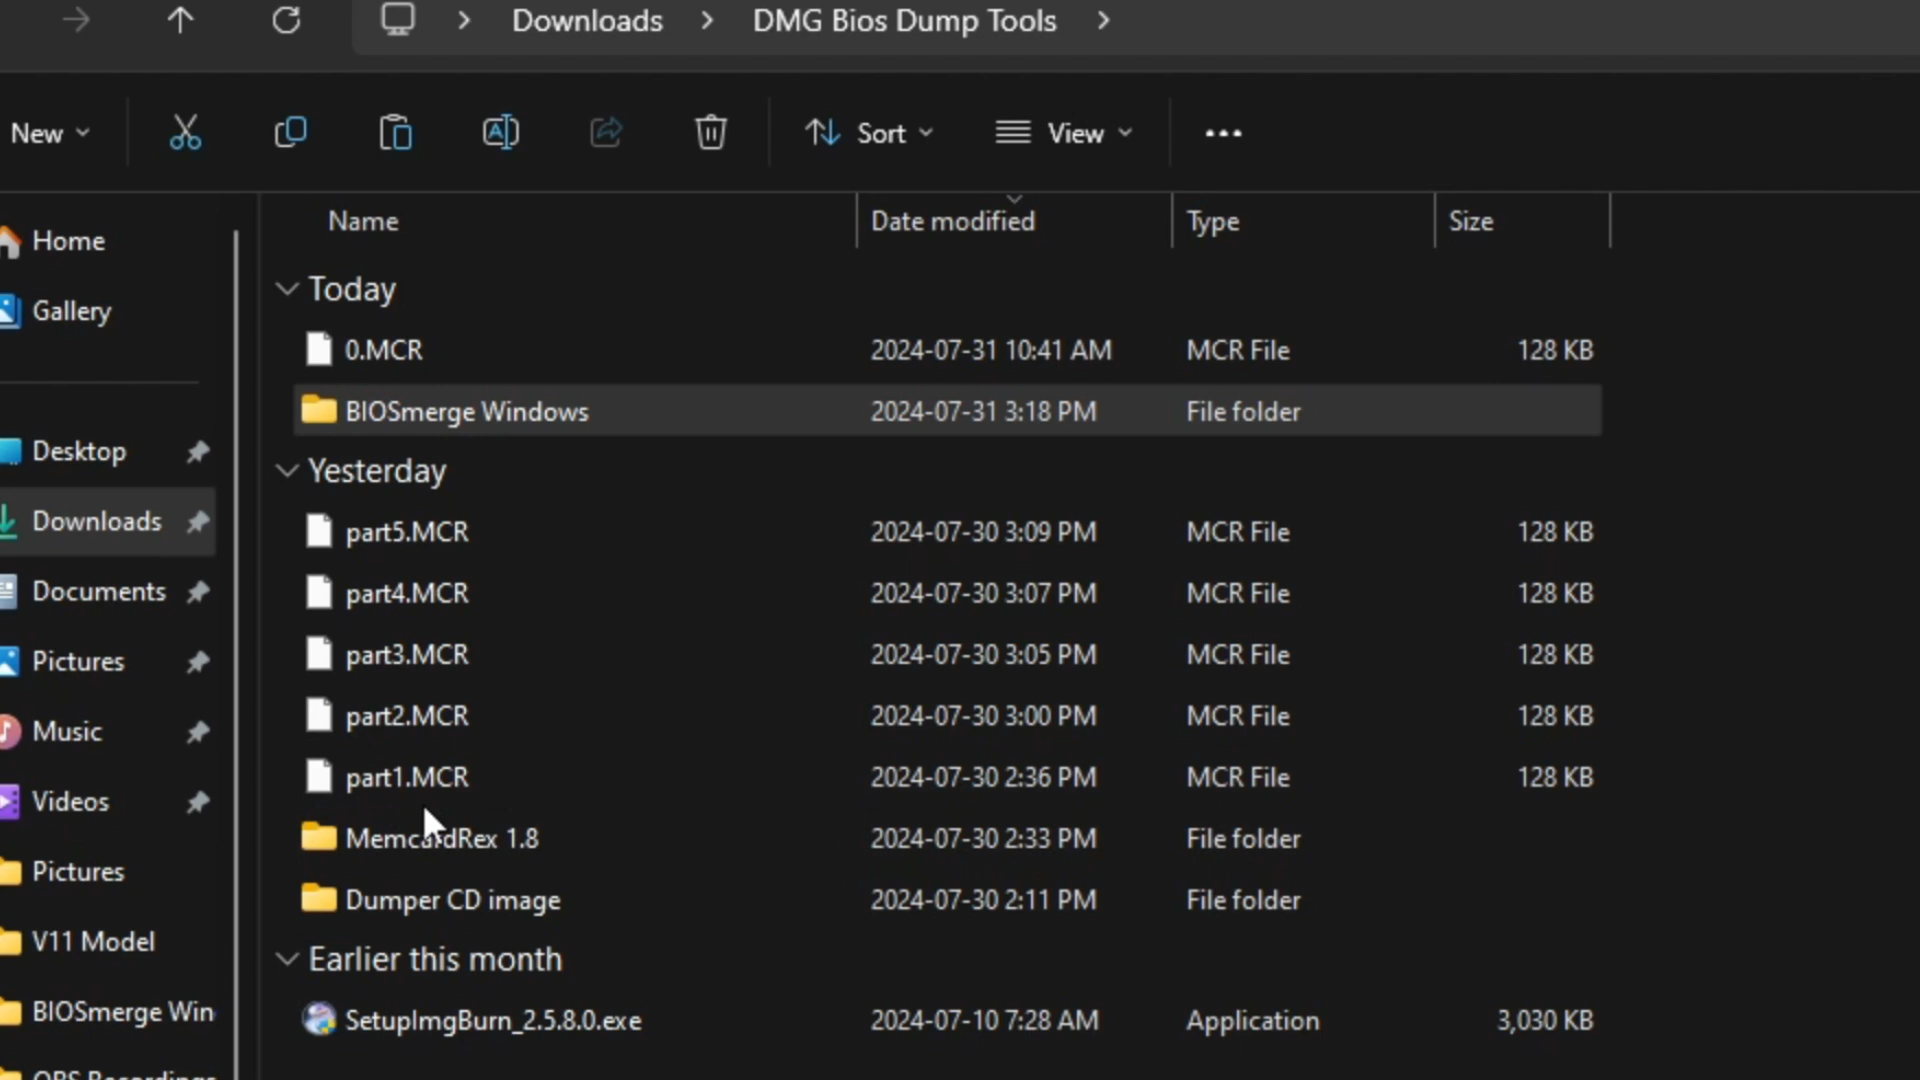 Downloads DMG Bios Dump Tools
New Sort View
Name Date modified Type Size
Home
Gallery
Desktop
Downloads
Documents
Pictures
Music
Videos
Pictures
V11 Model
BIOSmerge Win
OBS Recordings
Today
0.MCR 2024-07-31 10:41 AM MCR File 128 KB
BIOSmerge Windows 2024-07-31 3:18 PM File folder
Yesterday
part5.MCR 2024-07-30 3:09 PM MCR File 128 KB
part4.MCR 2024-07-30 3:07 PM MCR File 128 KB
part3.MCR 2024-07-30 3:05 PM MCR File 128 KB
part2.MCR 2024-07-30 3:00 PM MCR File 128 KB
part1.MCR 2024-07-30 2:36 PM MCR File 128 KB
MemcardRex 1.8 2024-07-30 2:33 PM File folder
Dumper CD image 2024-07-30 2:11 PM File folder
Earlier this month
SetupImgBurn_2.5.8.0.exe 2024-07-10 7:28 AM Application 3,030 KB